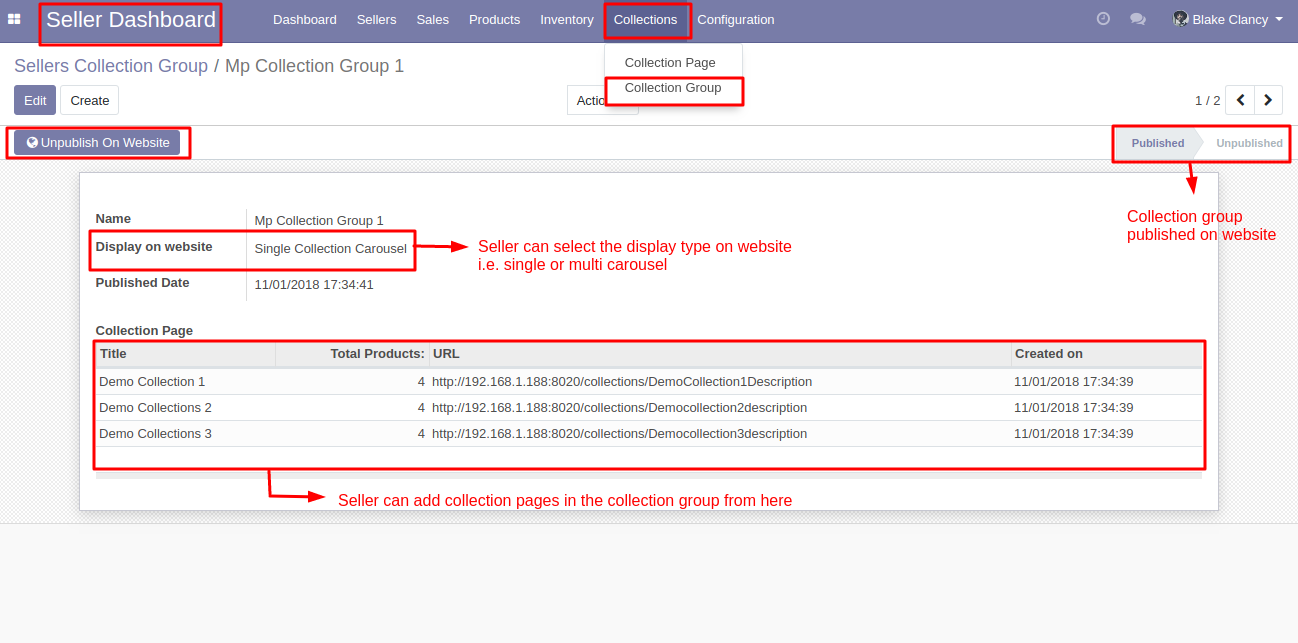 Seller Dashboard Dashboard Sellers Sales Products Inventory Collections Configuration Blake Clancy
Collection Page
Collection Group
Sellers Collection Group / Mp Collection Group 1
Edit Create Actio 1 / 2
Unpublish On Website Published Unpublished
Collection group
published on website
Name Mp Collection Group 1
Display on website Single Collection Carousel
Seller can select the display type on website
i.e. single or multi carousel
Published Date 11/01/2018 17:34:41
Collection Page
Title Total Products: URL Created on
Demo Collection 1 4 http://192.168.1.188:8020/collections/DemoCollection1Description 11/01/2018 17:34:39
Demo Collections 2 4 http://192.168.1.188:8020/collections/Democollection2description 11/01/2018 17:34:39
Demo Collections 3 4 http://192.168.1.188:8020/collections/Democollection3description 11/01/2018 17:34:39
Seller can add collection pages in the collection group from here